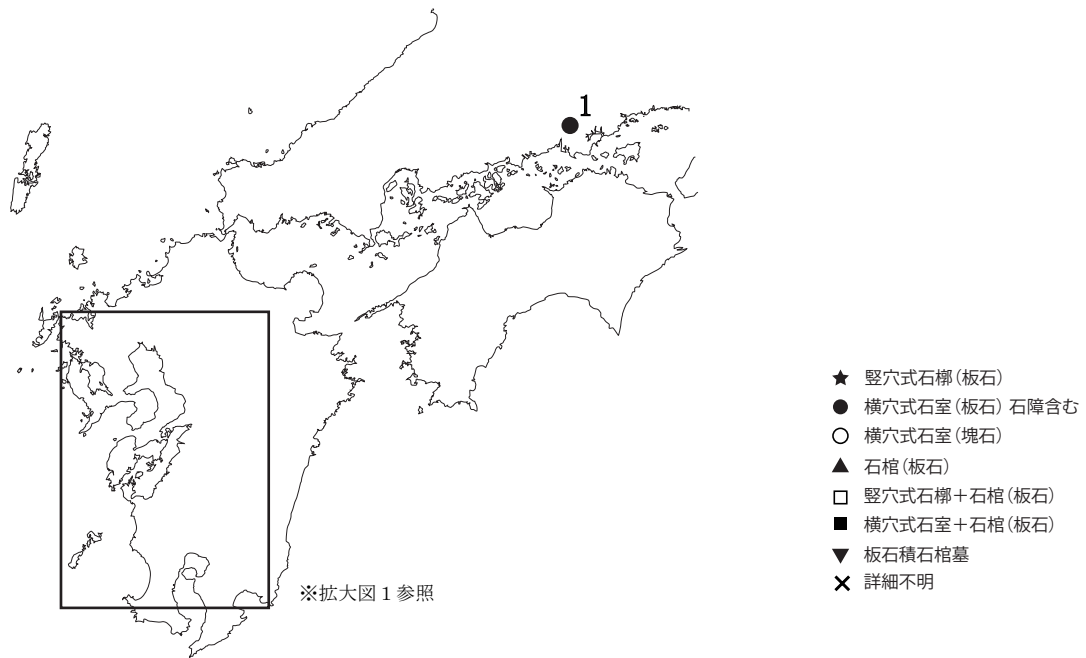 1
※拡大図１参照
竪穴式石槨（板石）
横穴式石室（板石）石障含む
横穴式石室（塊石）
石棺（板石）
竪穴式石槨＋石棺（板石）
横穴式石室＋石棺（板石）
板石積石棺墓
詳細不明